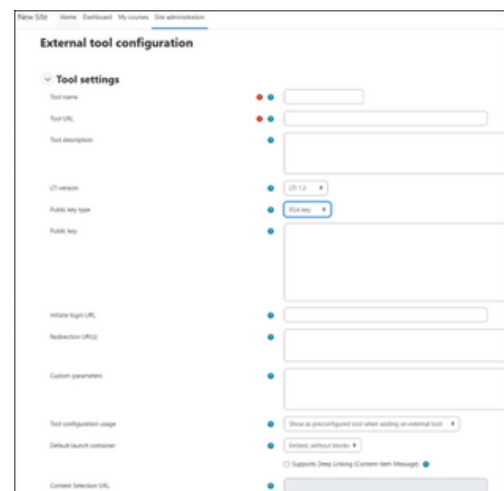 New Site Home Dashboard My courses Site administration
External tool configuration
Tool settings
Tool name
Tool URL
Tool description
LTI version LTI 1.3
Public key type RSA key
Public key
Initiate login URL
Redirection URI(s)
Custom parameters
Tool configuration usage Show as preconfigured tool when adding an external tool
Default launch container Embed, without blocks
Supports Deep Linking (Content-Item Message)
Content Selection URL